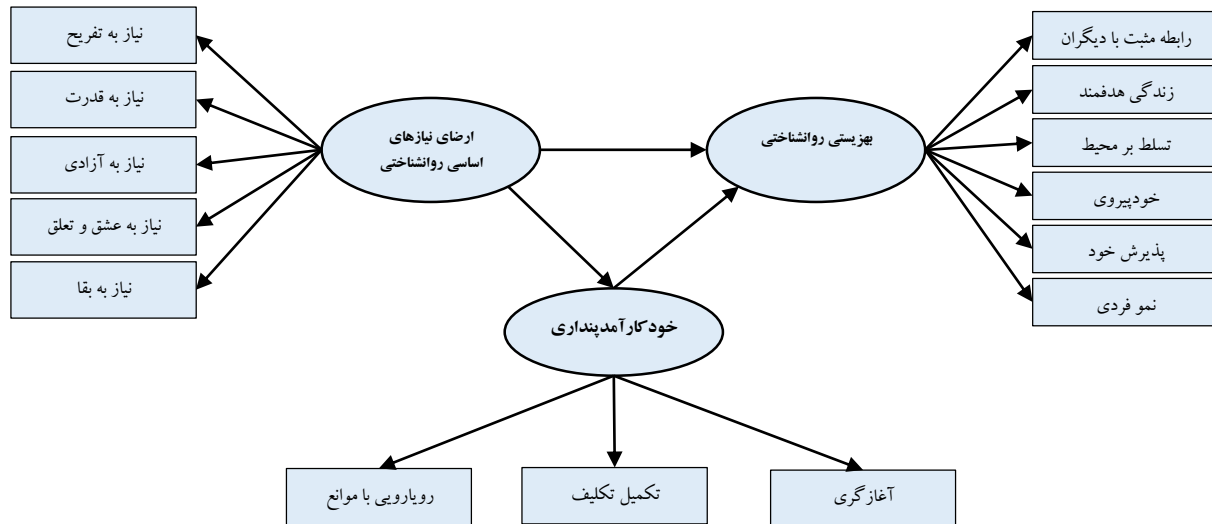 نیاز به تفریح
نیاز به قدرت
نیاز به آزادی
نیاز به عشق و تعلق
نیاز به بقا
ارضای نیازهای
اساسی روانشناختی
بهزیستی روانشناختی
رابطه مثبت با دیگران
زندگی هدفمند
تسلط بر محیط
خودپیروی
پذیرش خود
نمو فردی
خودکارآمدپنداری
رویارویی با موانع
تکمیل تکلیف
آغازگری